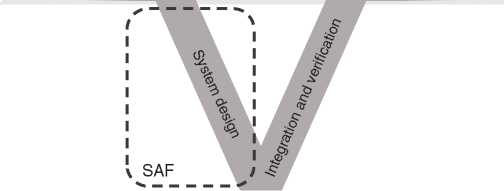 System design
Integration and verification
SAF